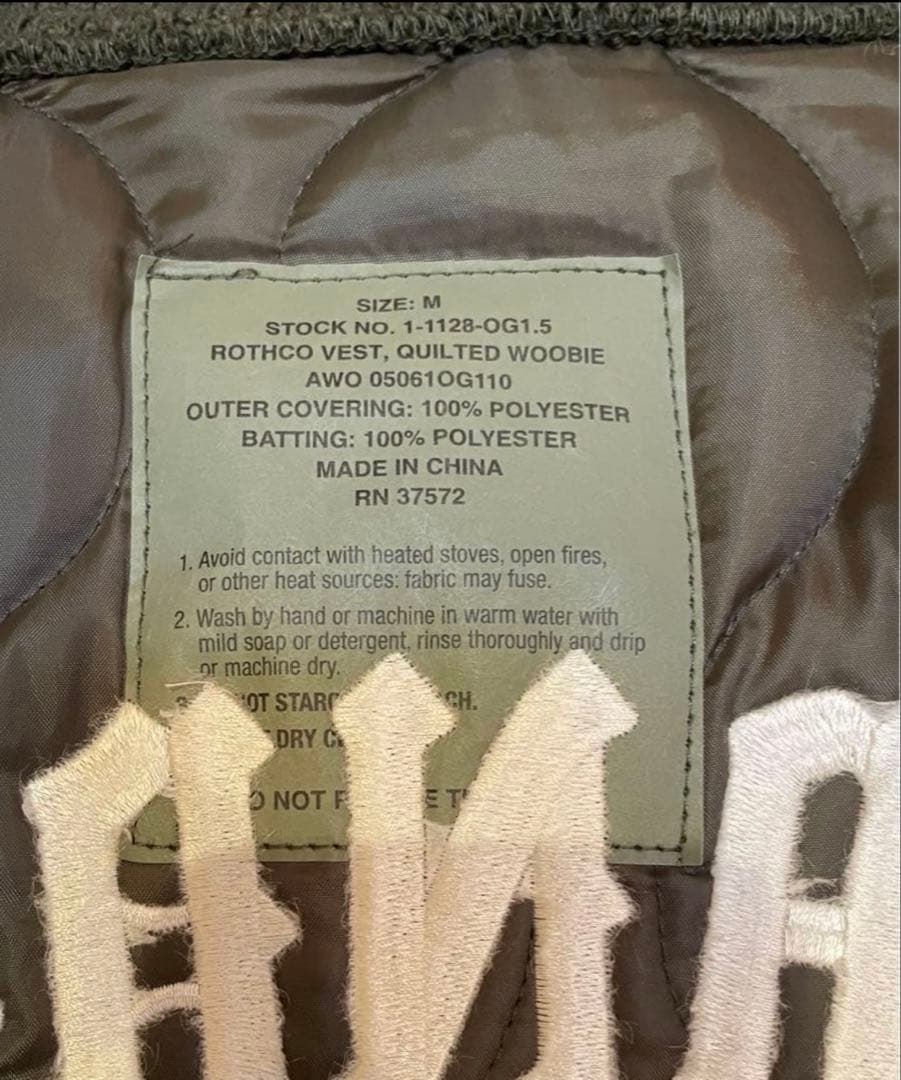 SIZE: M
STOCK NO. 1-1128-OG1.5
ROTHCO VEST, QUILTED WOOBIE
AWO 05061OG110
OUTER COVERING: 100% POLYESTER
BATTING: 100% POLYESTER
MADE IN CHINA
RN 37572
1. Avoid contact with heated stoves, open fires,
or other heat sources: fabric may fuse.
2. Wash by hand or machine in warm water with
mild soap or detergent, rinse thoroughly and drip
or machine dry.
DRY
NOT